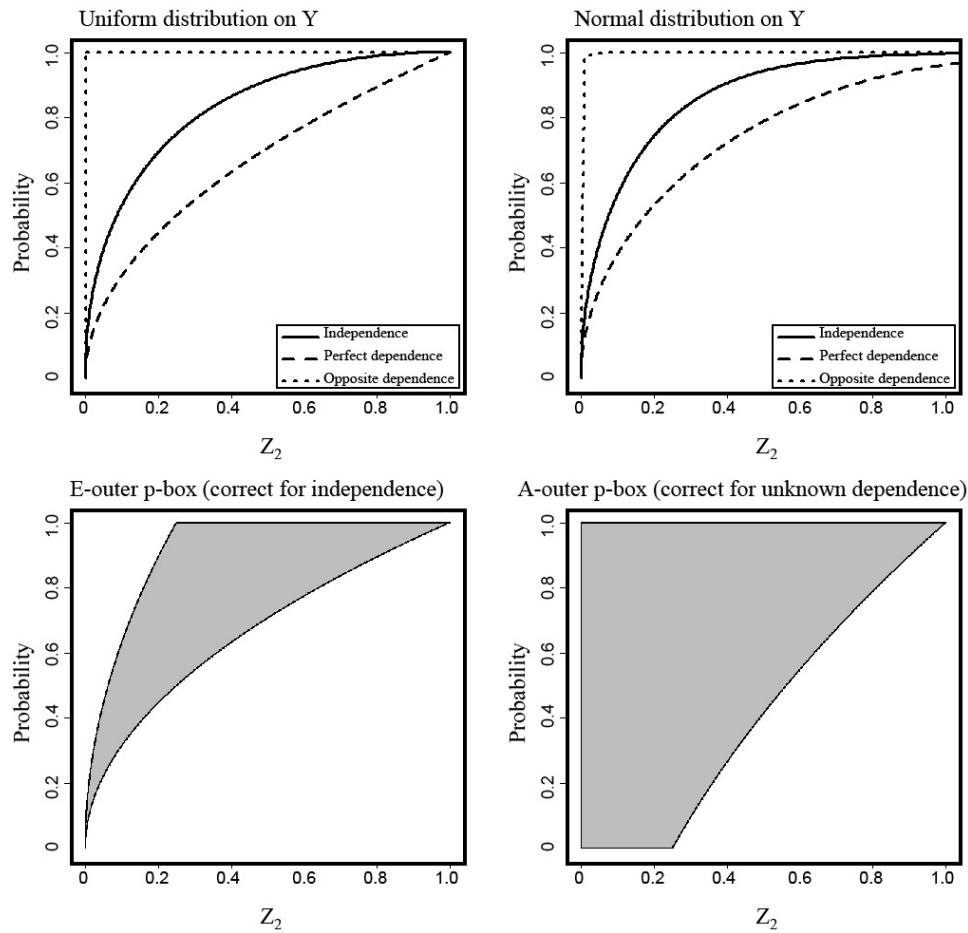 Uniform distribution on Y
Probability
1.0
0.8
0.6
0.4
0.2
0
Independence
Perfect dependence
Opposite dependence
0 0.2 0.4 0.6 0.8 1.0
Z₂
Normal distribution on Y
Probability
1.0
0.8
0.6
0.4
0.2
0
Independence
Perfect dependence
Opposite dependence
0 0.2 0.4 0.6 0.8 1.0
Z₂
E-outer p-box (correct for independence)
Probability
1.0
0.8
0.6
0.4
0.2
0
0 0.2 0.4 0.6 0.8 1.0
Z₂
A-outer p-box (correct for unknown dependence)
Probability
1.0
0.8
0.6
0.4
0.2
0
0 0.2 0.4 0.6 0.8 1.0
Z₂